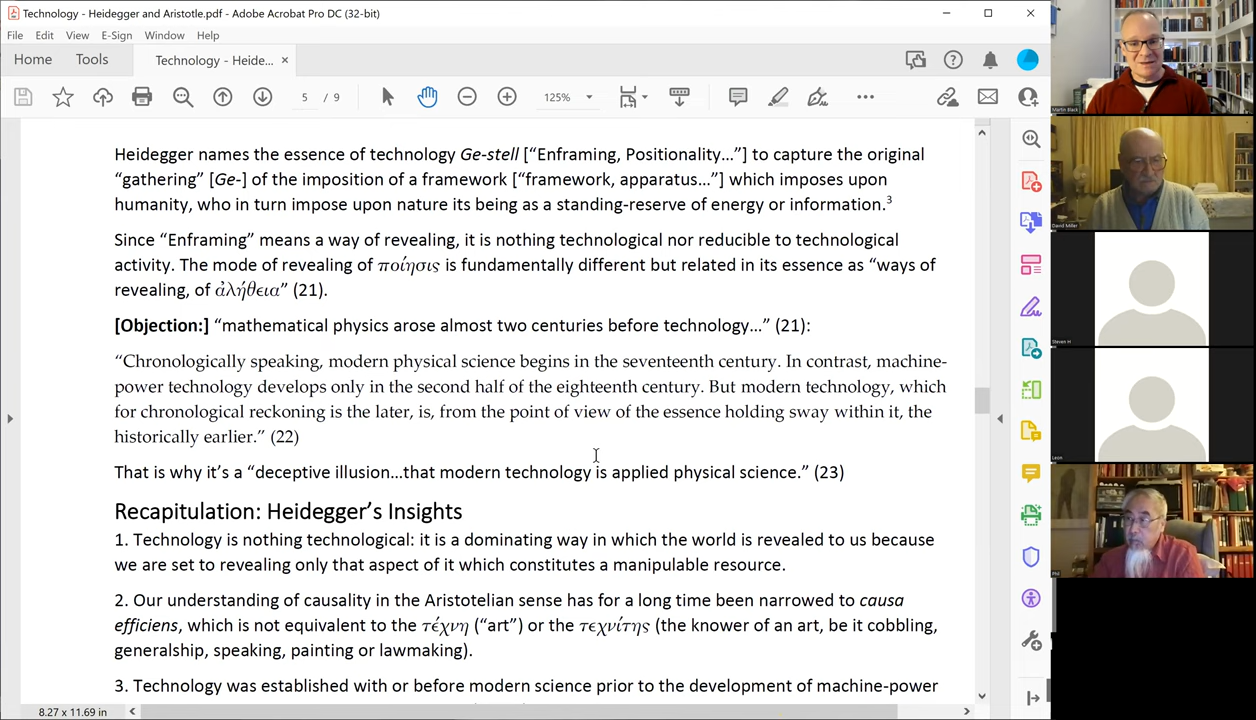 Technology - Heidegger and Aristotle.pdf - Adobe Acrobat Pro DC (32-bit)
File Edit View E-Sign Window Help
Home Tools Technology - Heide...
5 / 9 125%
Heidegger names the essence of technology Ge-stell [“Enframing, Positionality…”] to capture the original
“gathering” [Ge-] of the imposition of a framework [“framework, apparatus…”] which imposes upon
humanity, who in turn impose upon nature its being as a standing-reserve of energy or information.3
Since “Enframing” means a way of revealing, it is nothing technological nor reducible to technological
activity. The mode of revealing of ποίησις is fundamentally different but related in its essence as “ways of
revealing, of ἀλήθεια” (21).
[Objection:] “mathematical physics arose almost two centuries before technology…” (21):
“Chronologically speaking, modern physical science begins in the seventeenth century. In contrast, machine-
power technology develops only in the second half of the eighteenth century. But modern technology, which
for chronological reckoning is the later, is, from the point of view of the essence holding sway within it, the
historically earlier.” (22)
That is why it’s a “deceptive illusion…that modern technology is applied physical science.” (23)
Recapitulation: Heidegger’s Insights
1. Technology is nothing technological: it is a dominating way in which the world is revealed to us because
we are set to revealing only that aspect of it which constitutes a manipulable resource.
2. Our understanding of causality in the Aristotelian sense has for a long time been narrowed to causa
efficiens, which is not equivalent to the τέχνη (“art”) or the τεχνίτης (the knower of an art, be it cobbling,
generalship, speaking, painting or lawmaking).
3. Technology was established with or before modern science prior to the development of machine-power
8.27 x 11.69 in
Martin Black
David Miller
Steven H
Leon
Phil